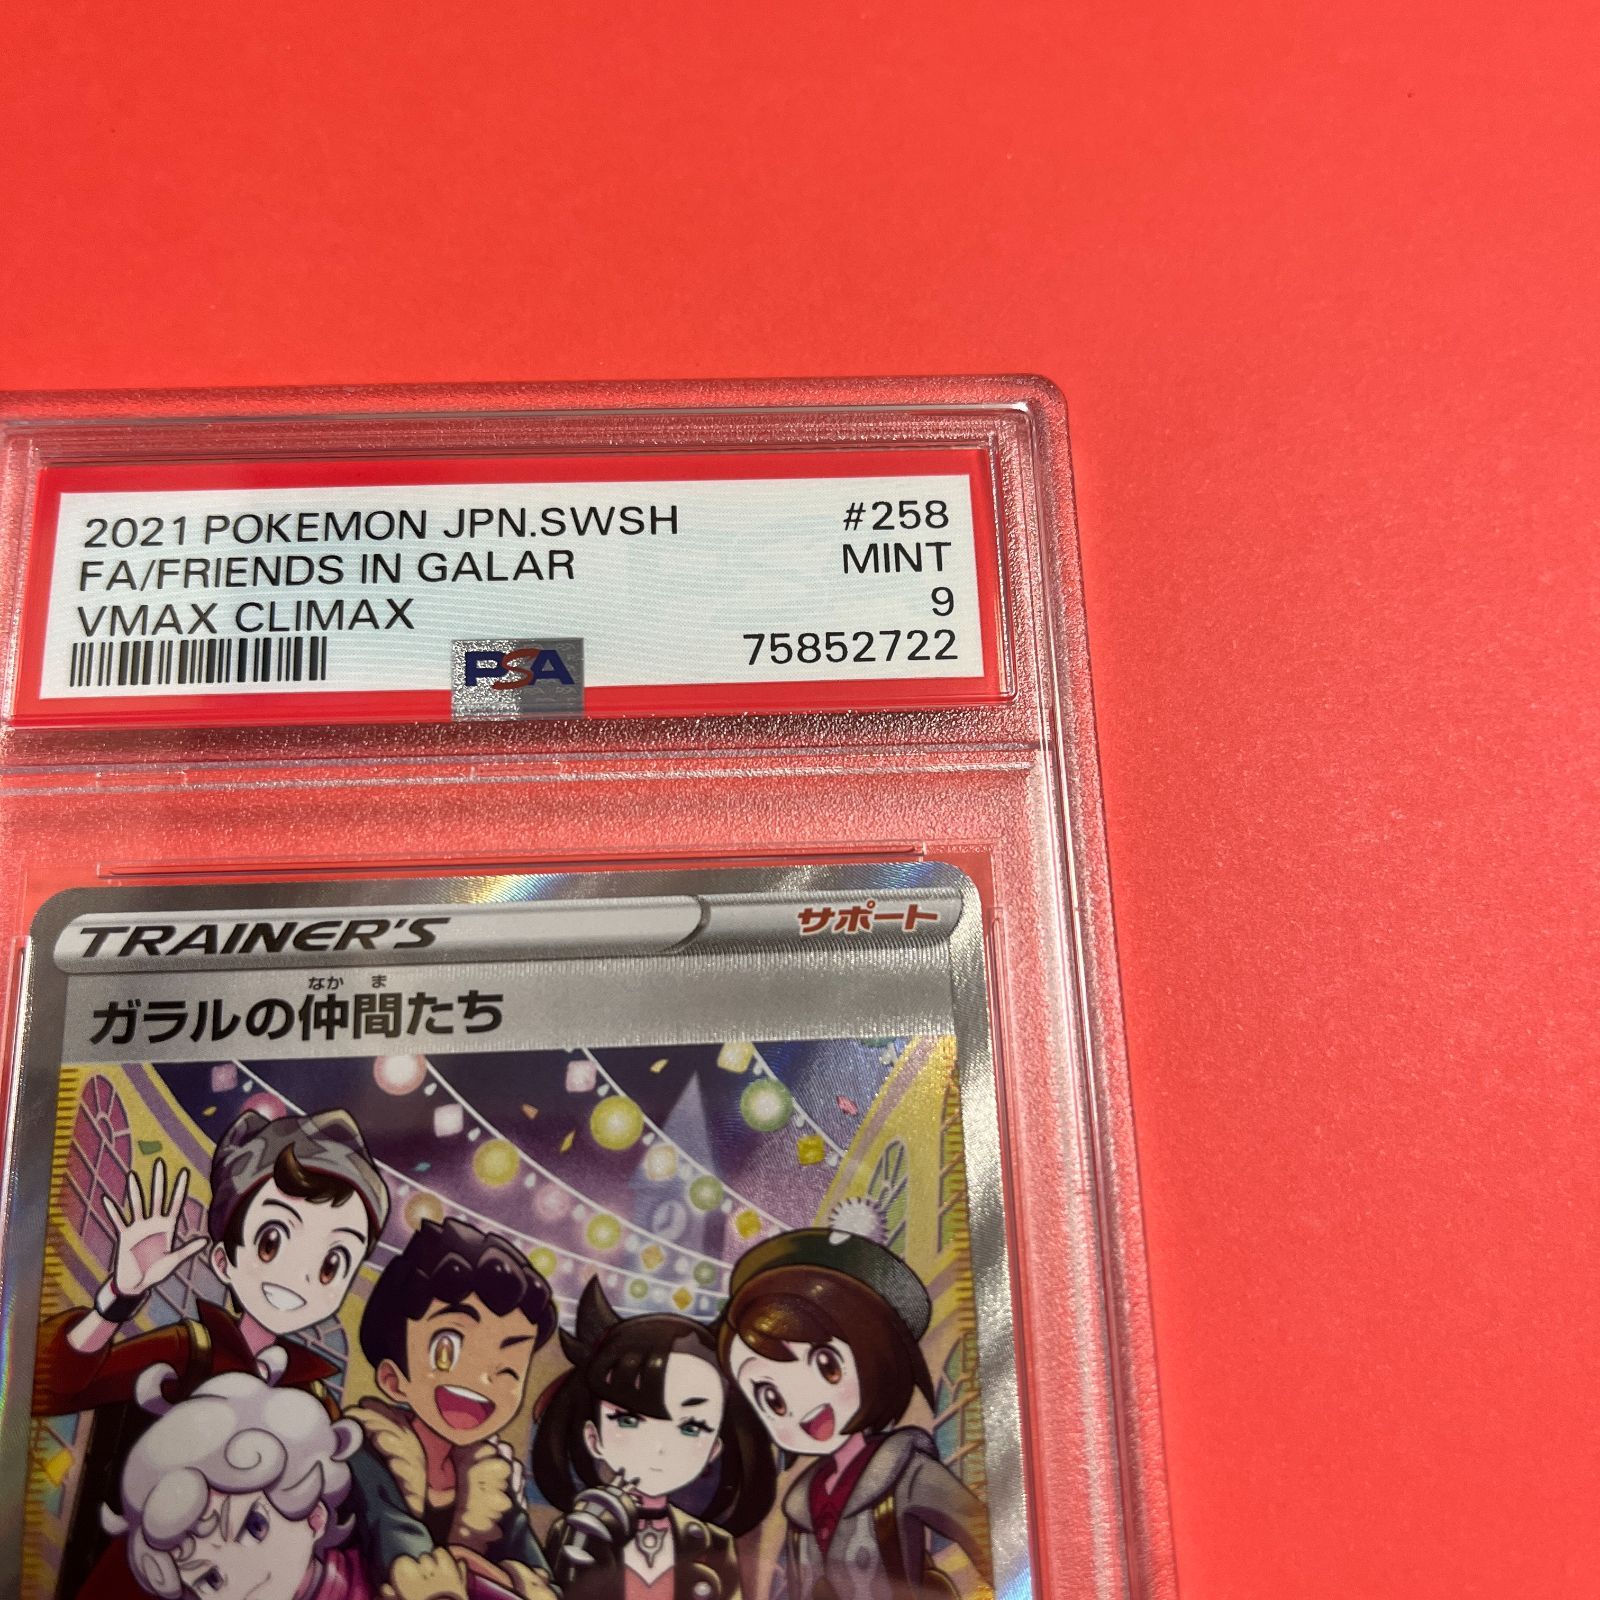 2021 POKEMON JPN.SWSH #258
FA/FRIENDS IN GALAR MINT
VMAX CLIMAX 9
PSA 75852722
TRAINER'S サポート
なかま
ガラルの仲間たち